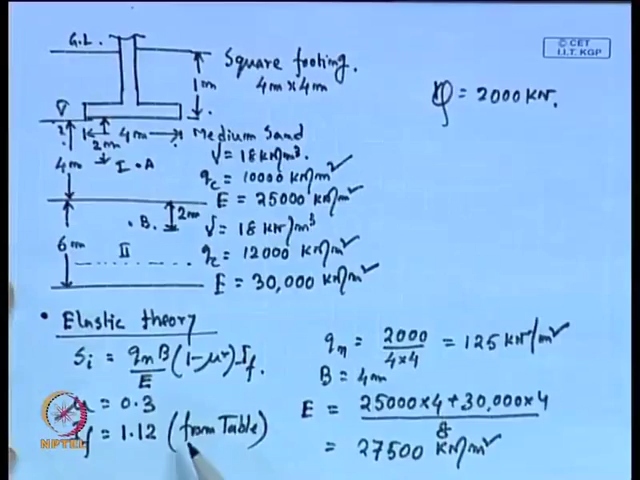 G.L.
© CET
I.I.T. KGP
Square footing.
4m x 4m
1m
φ = 2000 KN.
4m
2m
Medium Sand
4m
I . A
γ = 18 KN/m³.
qc = 10000 KN/m²
E = 25000 KN/m²
. B.
2m
γ = 18 KN/m³
6m
II
qc = 12000 KN/m²
E = 30,000 KN/m²
• Elastic theory
Si = qn B/E (1-μ²) If.
qn = 2000/4x4 = 125 KN/m²
B = 4m
= 0.3
E = 25000x4 + 30,000x4/8
= 1.12 (from Table)
= 27500 KN/m²
NPTEL